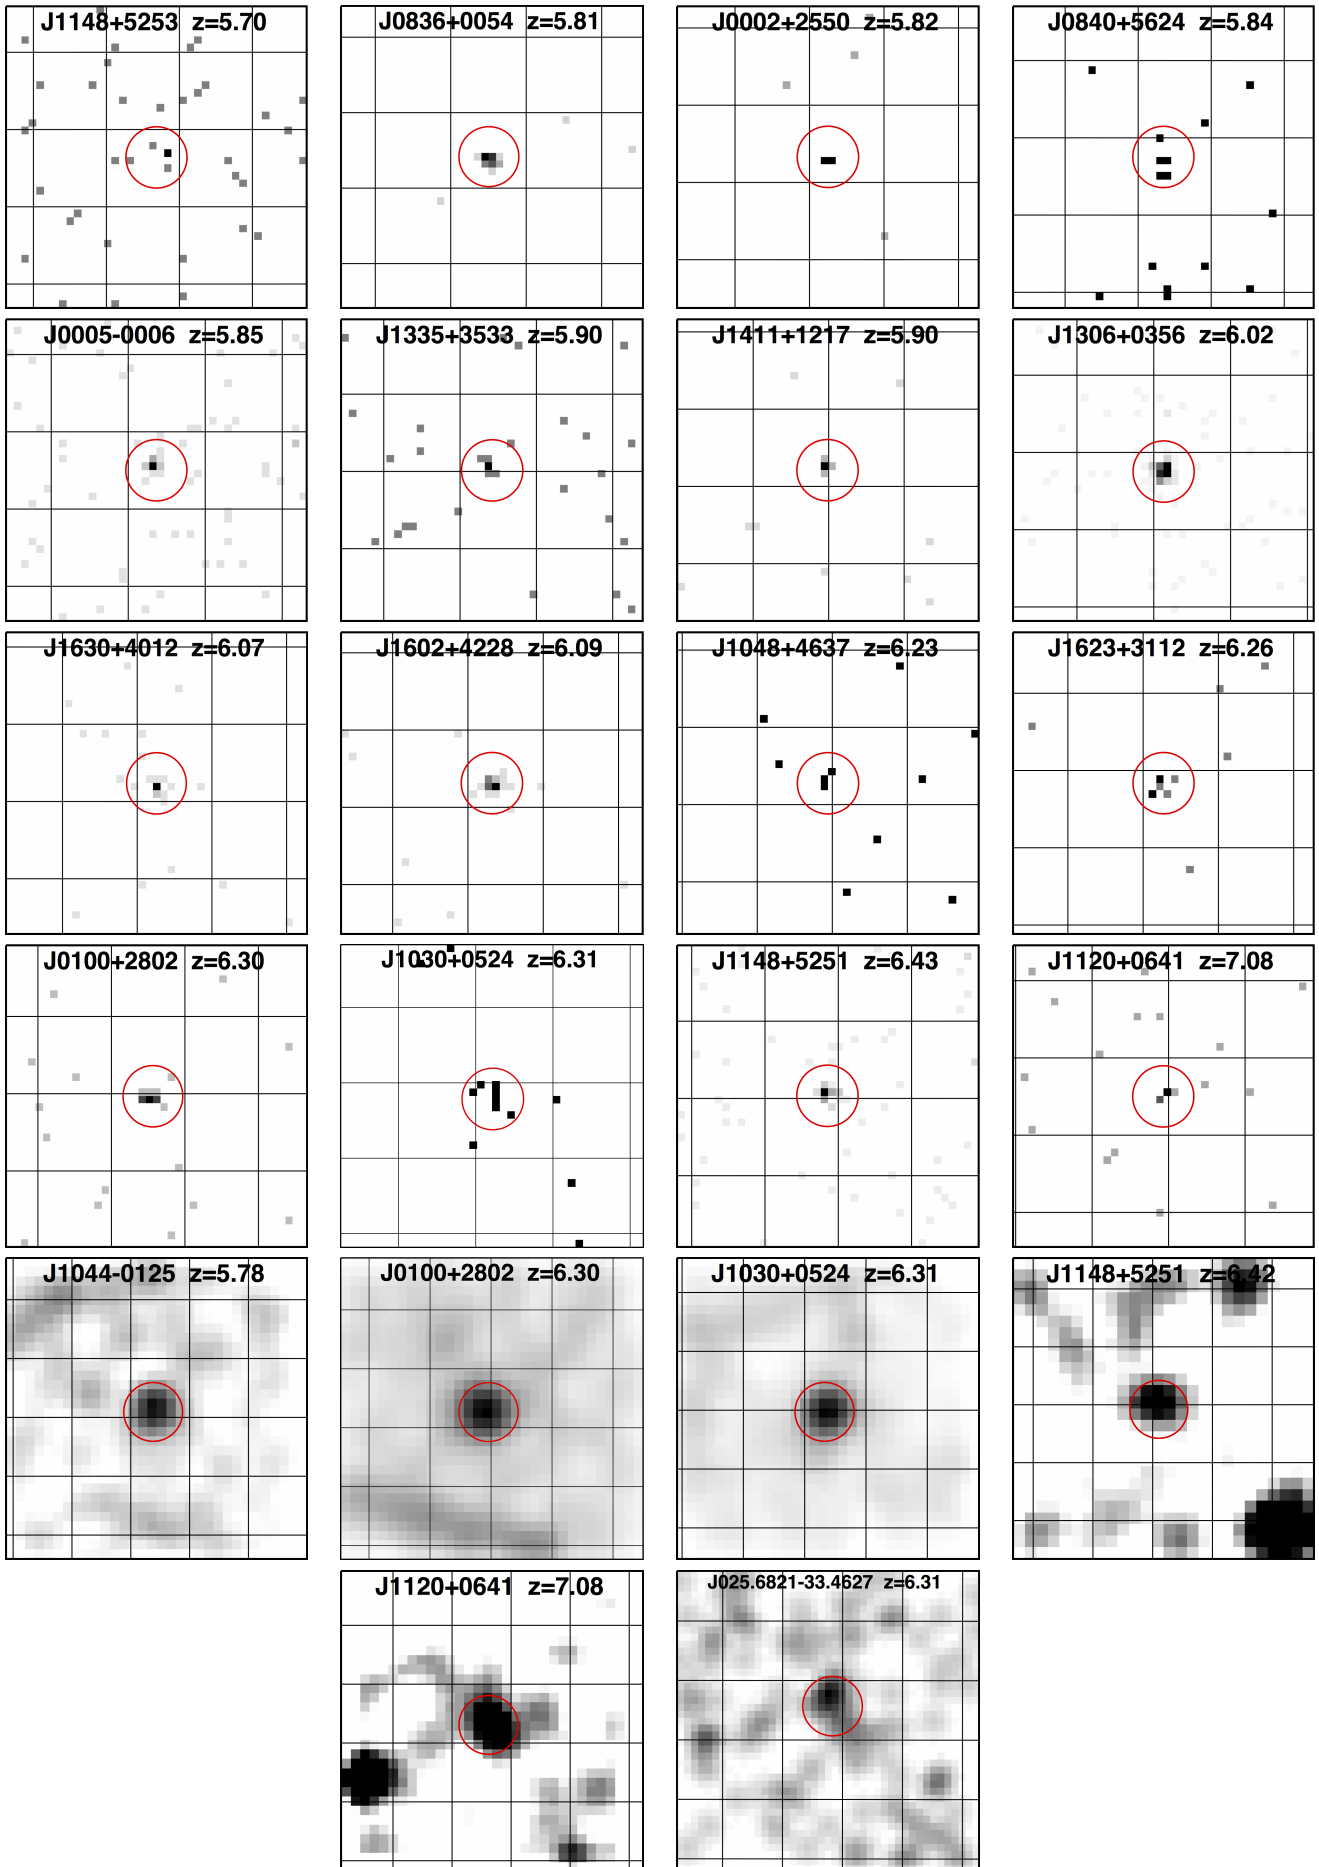 J1148+5253 z=5.70
J0836+0054 z=5.81
J0002+2550 z=5.82
J0840+5624 z=5.84
J0005-0006 z=5.85
J1335+3533 z=5.90
J1411+1217 z=5.90
J1306+0356 z=6.02
J1630+4012 z=6.07
J1602+4228 z=6.09
J1048+4637 z=6.23
J1623+3112 z=6.26
J0100+2802 z=6.30
J1030+0524 z=6.31
J1148+5251 z=6.43
J1120+0641 z=7.08
J1044-0125 z=5.78
J0100+2802 z=6.30
J1030+0524 z=6.31
J1148+5251 z=6.42
J1120+0641 z=7.08
J025.6821-33.4627 z=6.31